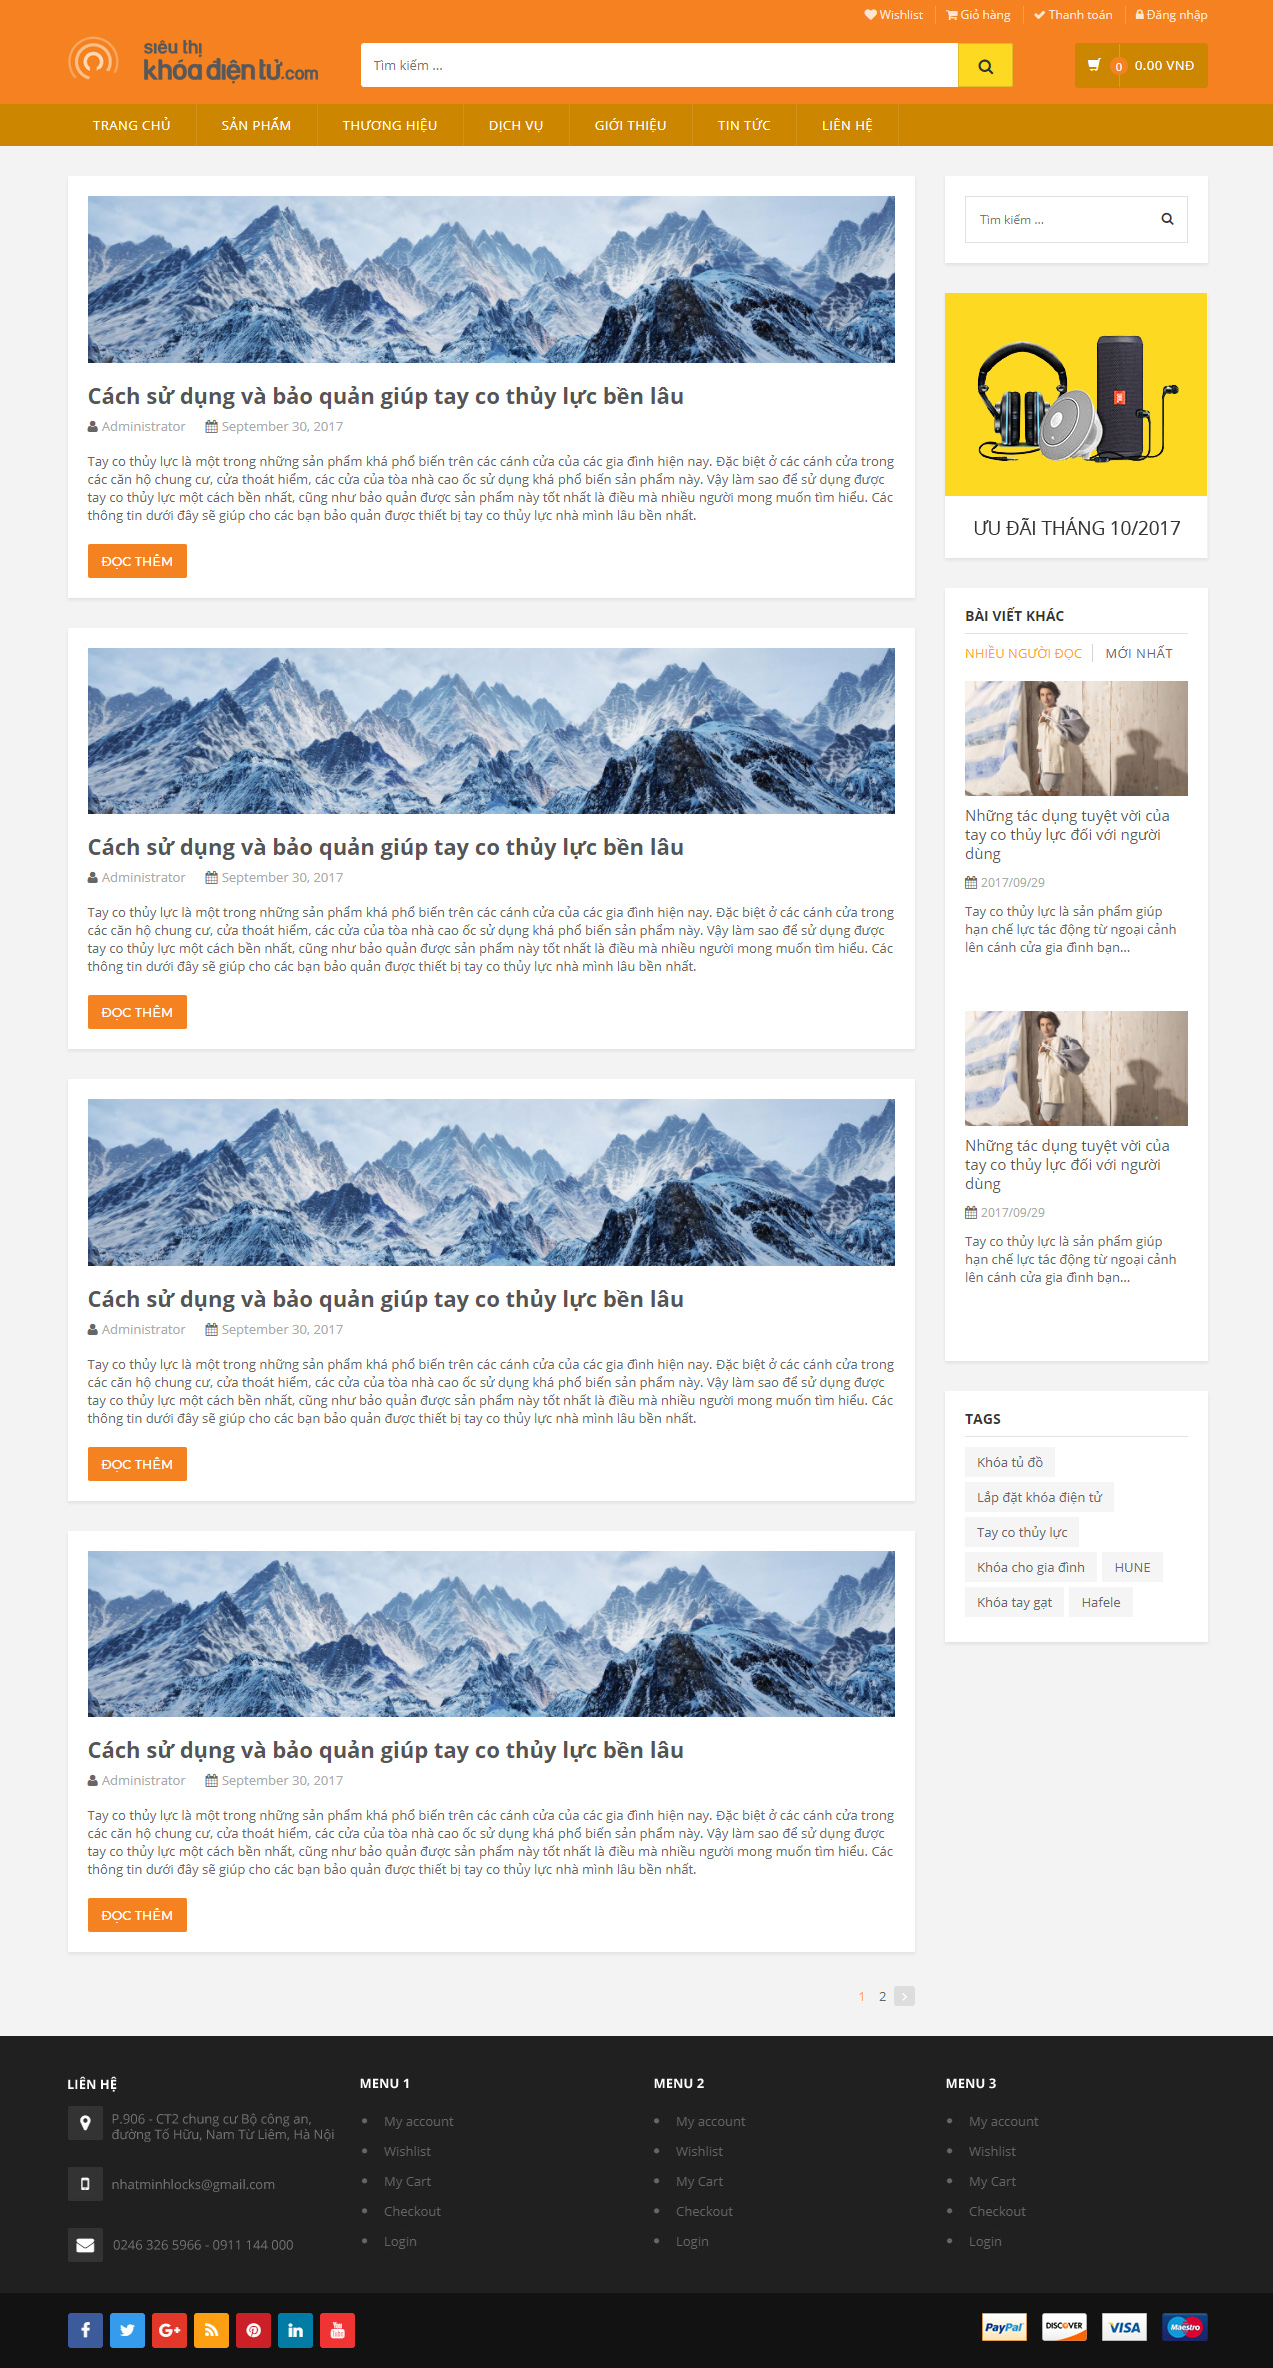 Wishlist Giỏ hàng Thanh toán Đăng nhập
siêu thị
khóa điện tử.com
Tìm kiếm ...
0 0.00 VNĐ
TRANG CHỦ SẢN PHẨM THƯƠNG HIỆU DỊCH VỤ GIỚI THIỆU TIN TỨC LIÊN HỆ
Cách sử dụng và bảo quản giúp tay co thủy lực bền lâu
Administrator September 30, 2017
Tay co thủy lực là một trong những sản phẩm khá phổ biến trên các cánh cửa của các gia đình hiện nay. Đặc biệt ở các cánh cửa trong
các căn hộ chung cư, cửa thoát hiểm, các cửa của tòa nhà cao ốc sử dụng khá phổ biến sản phẩm này. Vậy làm sao để sử dụng được
tay co thủy lực một cách bền nhất, cũng như bảo quản được sản phẩm này tốt nhất là điều mà nhiều người mong muốn tìm hiểu. Các
thông tin dưới đây sẽ giúp cho các bạn bảo quản được thiết bị tay co thủy lực nhà mình lâu bền nhất.
ĐỌC THÊM
Cách sử dụng và bảo quản giúp tay co thủy lực bền lâu
Administrator September 30, 2017
Tay co thủy lực là một trong những sản phẩm khá phổ biến trên các cánh cửa của các gia đình hiện nay. Đặc biệt ở các cánh cửa trong
các căn hộ chung cư, cửa thoát hiểm, các cửa của tòa nhà cao ốc sử dụng khá phổ biến sản phẩm này. Vậy làm sao để sử dụng được
tay co thủy lực một cách bền nhất, cũng như bảo quản được sản phẩm này tốt nhất là điều mà nhiều người mong muốn tìm hiểu. Các
thông tin dưới đây sẽ giúp cho các bạn bảo quản được thiết bị tay co thủy lực nhà mình lâu bền nhất.
ĐỌC THÊM
Cách sử dụng và bảo quản giúp tay co thủy lực bền lâu
Administrator September 30, 2017
Tay co thủy lực là một trong những sản phẩm khá phổ biến trên các cánh cửa của các gia đình hiện nay. Đặc biệt ở các cánh cửa trong
các căn hộ chung cư, cửa thoát hiểm, các cửa của tòa nhà cao ốc sử dụng khá phổ biến sản phẩm này. Vậy làm sao để sử dụng được
tay co thủy lực một cách bền nhất, cũng như bảo quản được sản phẩm này tốt nhất là điều mà nhiều người mong muốn tìm hiểu. Các
thông tin dưới đây sẽ giúp cho các bạn bảo quản được thiết bị tay co thủy lực nhà mình lâu bền nhất.
ĐỌC THÊM
Cách sử dụng và bảo quản giúp tay co thủy lực bền lâu
Administrator September 30, 2017
Tay co thủy lực là một trong những sản phẩm khá phổ biến trên các cánh cửa của các gia đình hiện nay. Đặc biệt ở các cánh cửa trong
các căn hộ chung cư, cửa thoát hiểm, các cửa của tòa nhà cao ốc sử dụng khá phổ biến sản phẩm này. Vậy làm sao để sử dụng được
tay co thủy lực một cách bền nhất, cũng như bảo quản được sản phẩm này tốt nhất là điều mà nhiều người mong muốn tìm hiểu. Các
thông tin dưới đây sẽ giúp cho các bạn bảo quản được thiết bị tay co thủy lực nhà mình lâu bền nhất.
ĐỌC THÊM
1 2
Tìm kiếm ...
JBL
ƯU ĐÃI THÁNG 10/2017
BÀI VIẾT KHÁC
NHIỀU NGƯỜI ĐỌC MỚI NHẤT
Những tác dụng tuyệt vời của
tay co thủy lực đối với người
dùng
2017/09/29
Tay co thủy lực là sản phẩm giúp
hạn chế lực tác động từ ngoại cảnh
lên cánh cửa gia đình bạn...
Những tác dụng tuyệt vời của
tay co thủy lực đối với người
dùng
2017/09/29
Tay co thủy lực là sản phẩm giúp
hạn chế lực tác động từ ngoại cảnh
lên cánh cửa gia đình bạn...
TAGS
Khóa tủ đồ
Lắp đặt khóa điện tử
Tay co thủy lực
Khóa cho gia đình HUNE
Khóa tay gạt Hafele
LIÊN HỆ
P.906 - CT2 chung cư Bộ công an,
đường Tố Hữu, Nam Từ Liêm, Hà Nội
nhatminhlocks@gmail.com
0246 326 5966 - 0911 144 000
MENU 1
My account
Wishlist
My Cart
Checkout
Login
MENU 2
My account
Wishlist
My Cart
Checkout
Login
MENU 3
My account
Wishlist
My Cart
Checkout
Login
PayPal DISCOVER VISA Maestro